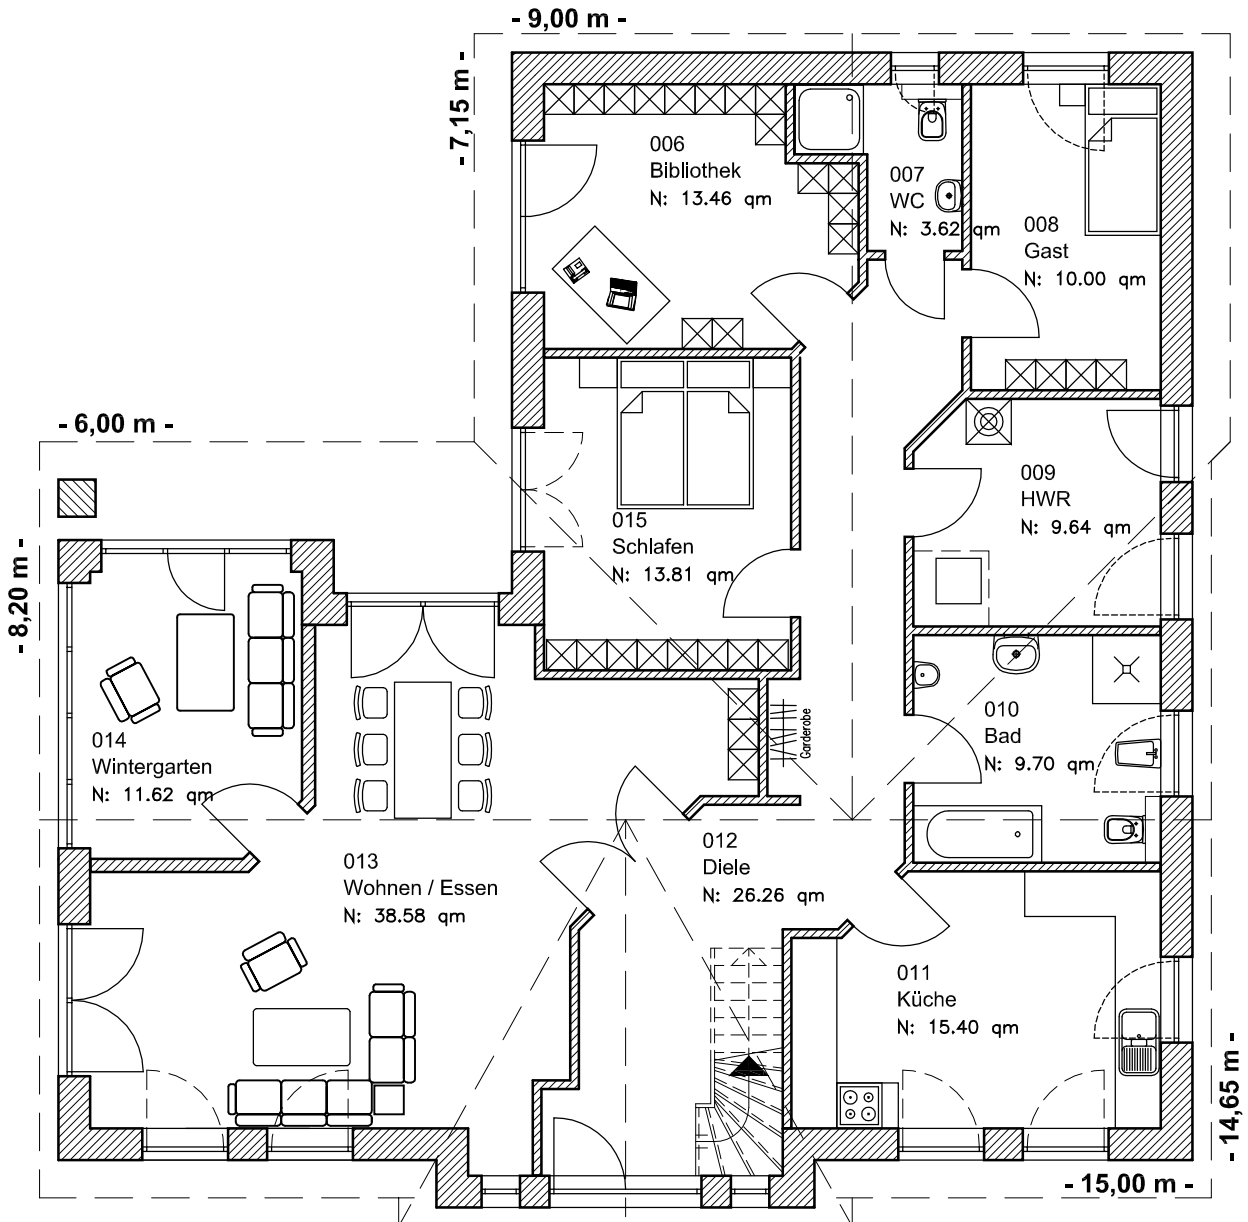 - 9,00 m -
- 7,15 m -
006
Bibliothek
N: 13.46 qm
007
WC
N: 3.62 qm
008
Gast
N: 10.00 qm
- 6,00 m -
009
HWR
N: 9.64 qm
015
Schlafen
N: 13.81 qm
- 8,20 m -
010
Bad
N: 9.70 qm
Garderobe
014
Wintergarten
N: 11.62 qm
012
Diele
N: 26.26 qm
013
Wohnen / Essen
N: 38.58 qm
011
Küche
N: 15.40 qm
- 14,65 m -
- 15,00 m -